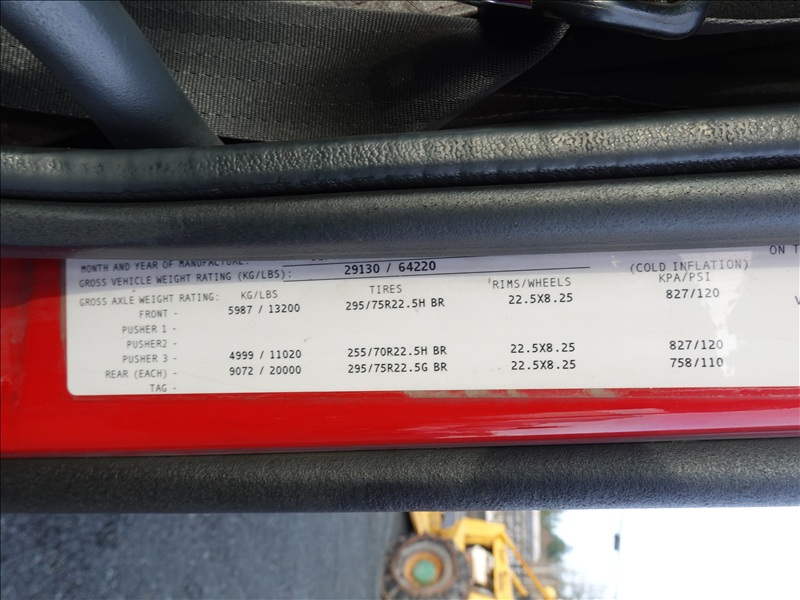 MONTH AND YEAR OF MANUFACTURE:
GROSS VEHICLE WEIGHT RATING (KG/LBS): 29130 / 64220
ON T
GROSS AXLE WEIGHT RATING: KG/LBS TIRES RIMS/WHEELS (COLD INFLATION) KPA/PSI
FRONT - 5987 / 13200 295/75R22.5H BR 22.5X8.25 827/120
PUSHER 1 -
PUSHER2 -
PUSHER 3 - 4999 / 11020 255/70R22.5H BR 22.5X8.25 827/120
REAR (EACH) - 9072 / 20000 295/75R22.5G BR 22.5X8.25 758/110
TAG -